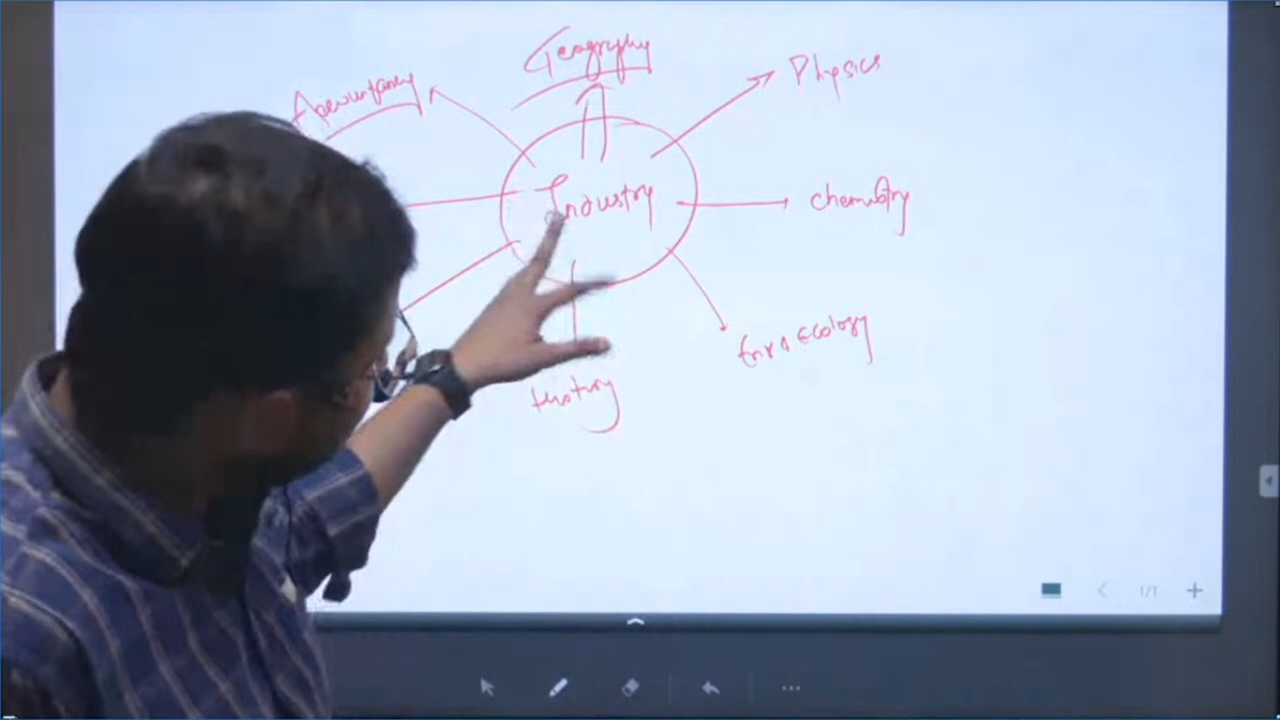 Geography
Accountancy
Physics
Industry
Chemistry
Env & Ecology
History
1/1